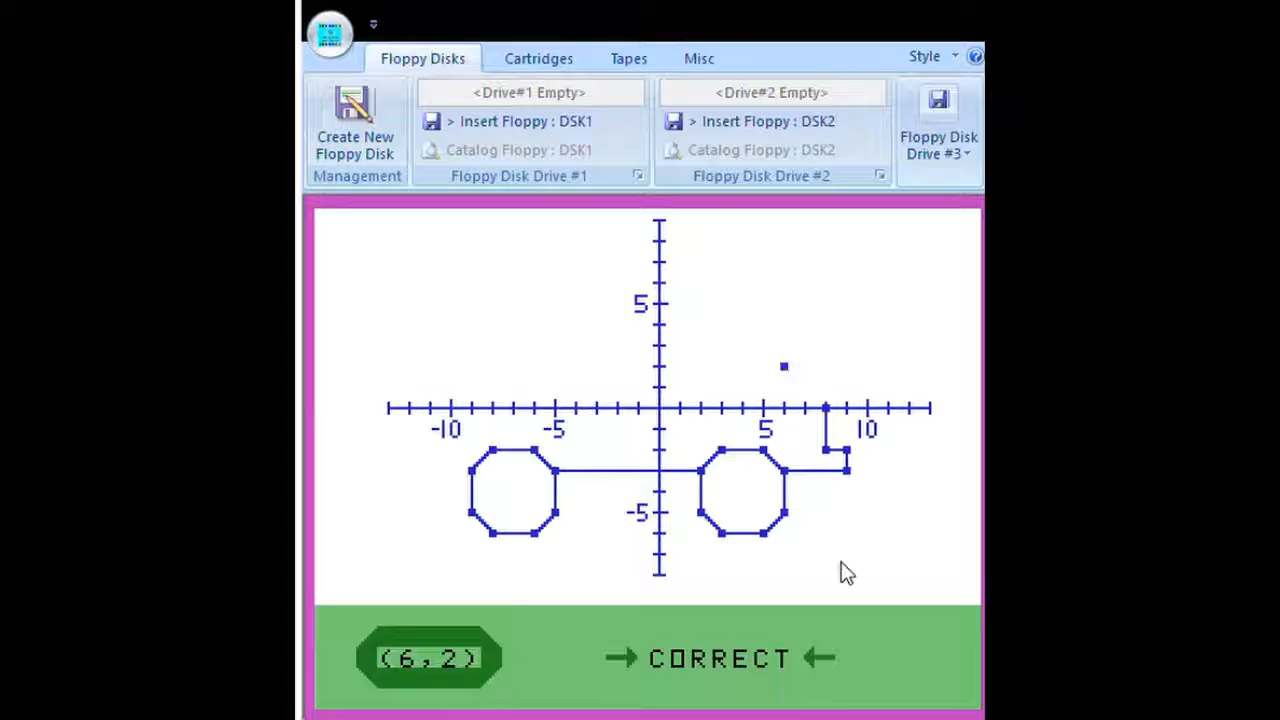 Floppy Disks Cartridges Tapes Misc Style
<Drive#1 Empty> <Drive#2 Empty>
> Insert Floppy : DSK1 > Insert Floppy : DSK2
Create New Floppy Disk
Catalog Floppy : DSK1 Catalog Floppy : DSK2
Floppy Disk Drive #3
Management Floppy Disk Drive #1 Floppy Disk Drive #2
5
-10 -5 5 10
-5
(6,2) → CORRECT ←